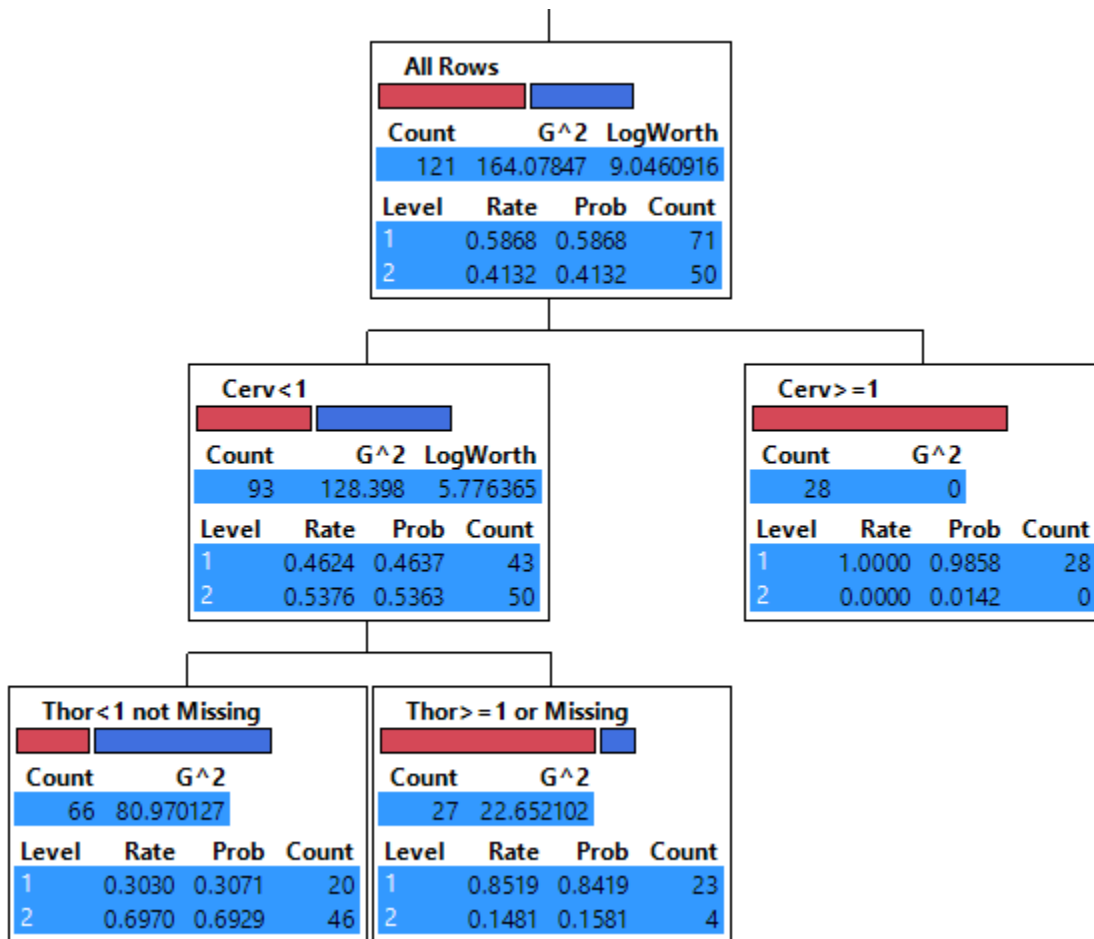 All Rows
Count G^2 LogWorth
121 164.07847 9.0460916
Level Rate Prob Count
1 0.5868 0.5868 71
2 0.4132 0.4132 50
Cerv<1
Count G^2 LogWorth
93 128.398 5.776365
Level Rate Prob Count
1 0.4624 0.4637 43
2 0.5376 0.5363 50
Cerv>=1
Count G^2
28 0
Level Rate Prob Count
1 1.0000 0.9858 28
2 0.0000 0.0142 0
Thor<1 not Missing
Count G^2
66 80.970127
Level Rate Prob Count
1 0.3030 0.3071 20
2 0.6970 0.6929 46
Thor>=1 or Missing
Count G^2
27 22.652102
Level Rate Prob Count
1 0.8519 0.8419 23
2 0.1481 0.1581 4